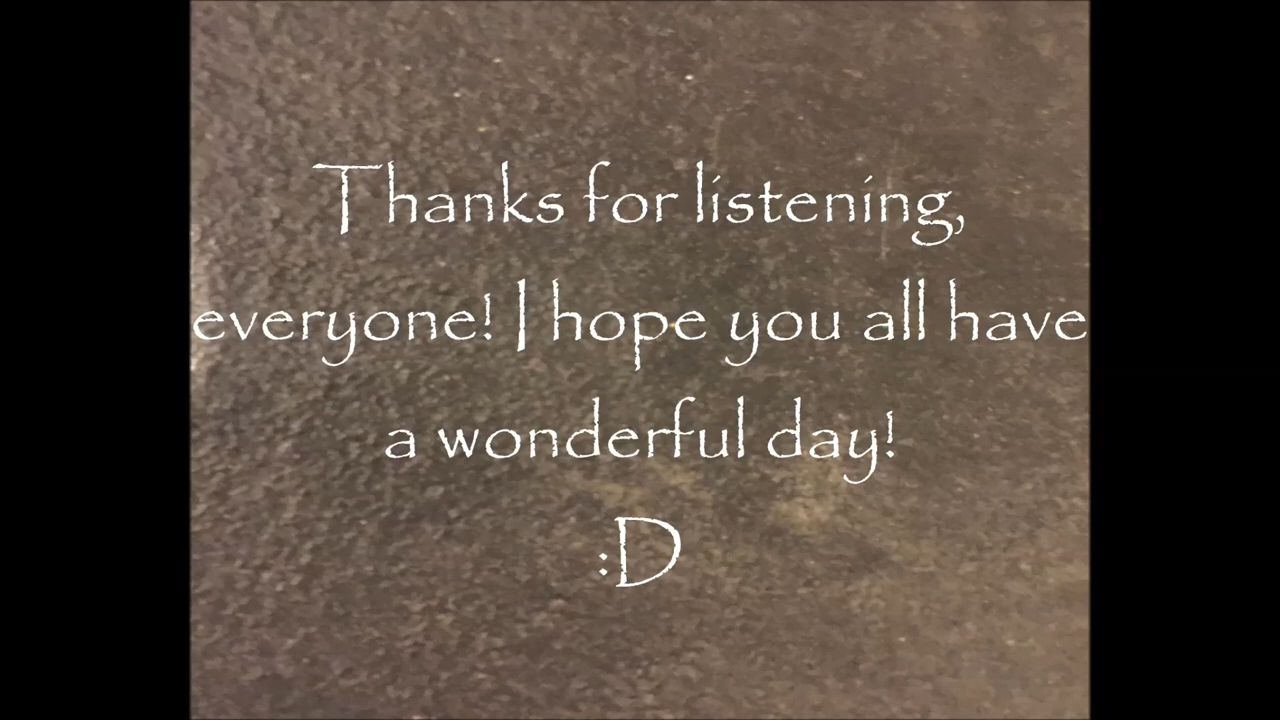 Thanks for listening,
everyone! I hope you all have
a wonderful day!
:D